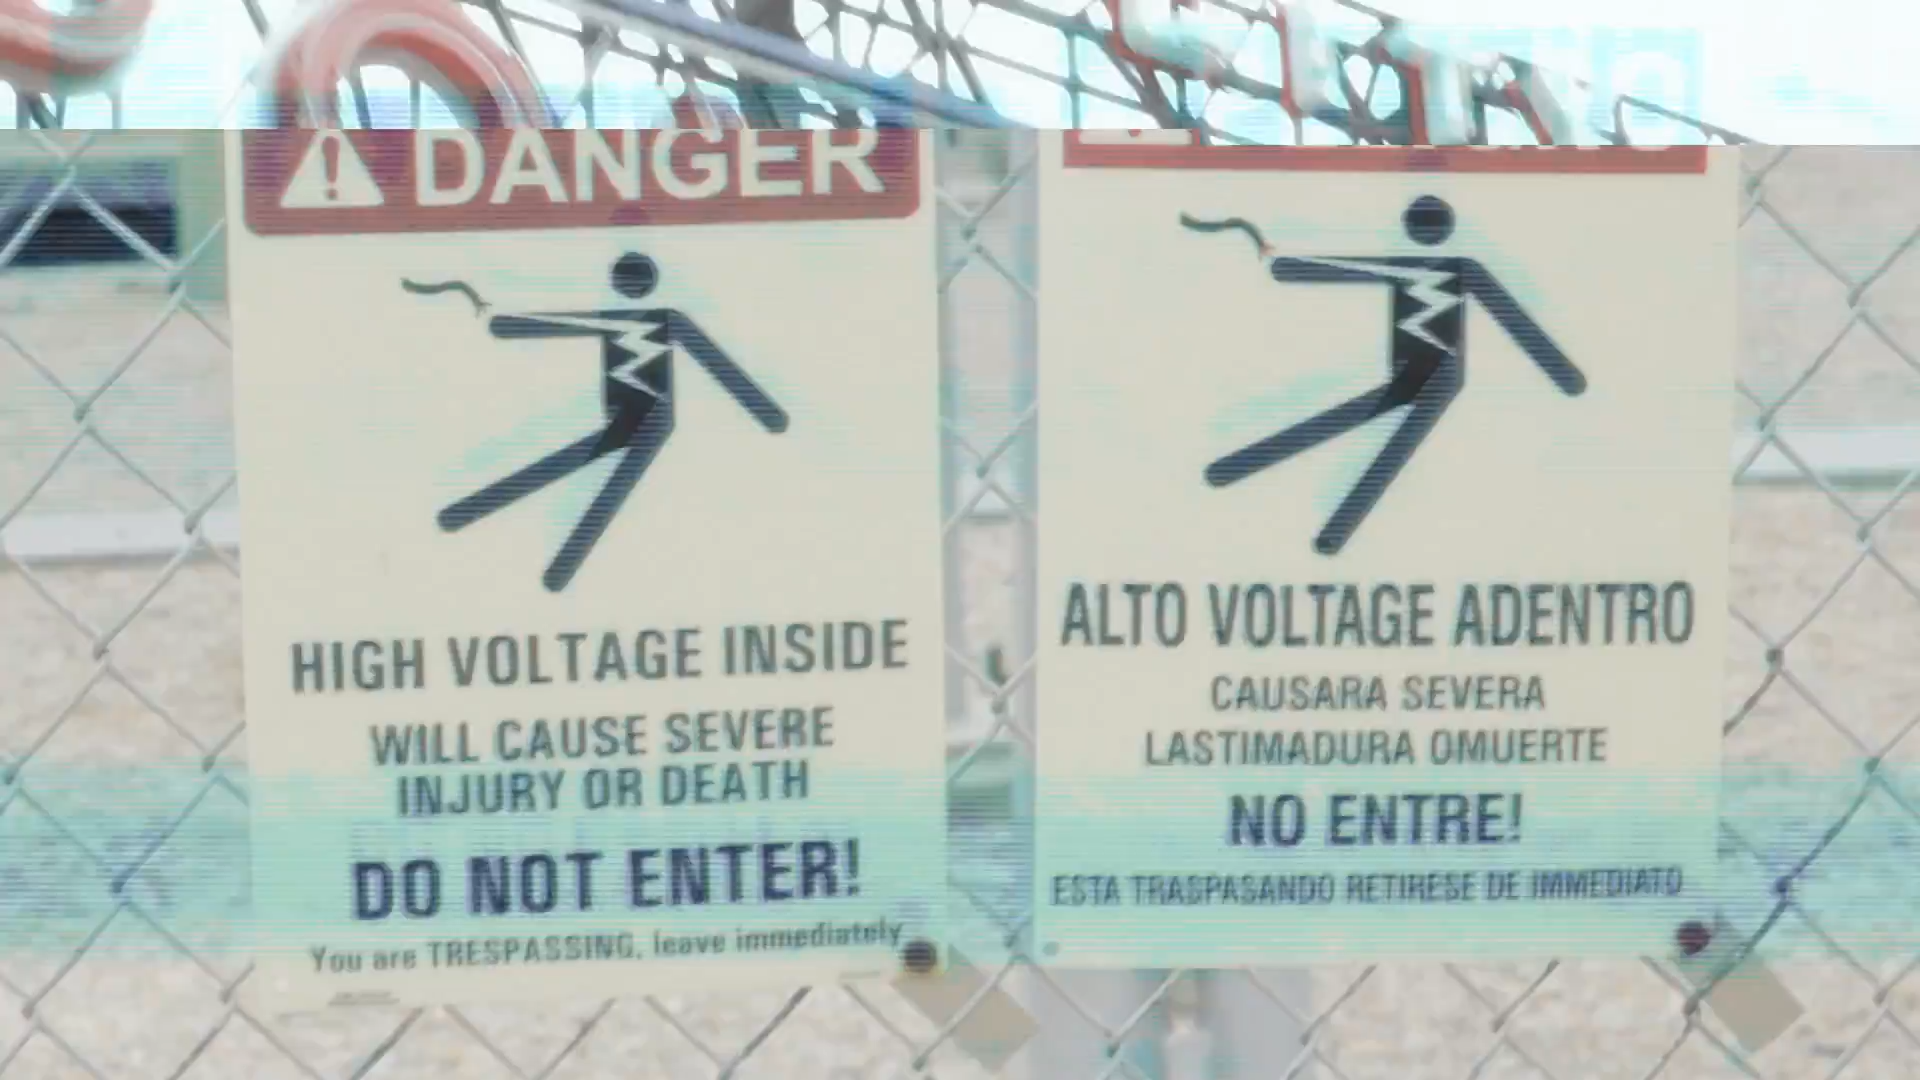 DANGER
HIGH VOLTAGE INSIDE
WILL CAUSE SEVERE
INJURY OR DEATH
DO NOT ENTER!
You are TRESPASSING, leave immediately
ALTO VOLTAGE ADENTRO
CAUSARA SEVERA
LASTIMADURA OMUERTE
NO ENTRE!
ESTA TRASPASANDO RETIRESE DE IMMEDIATO